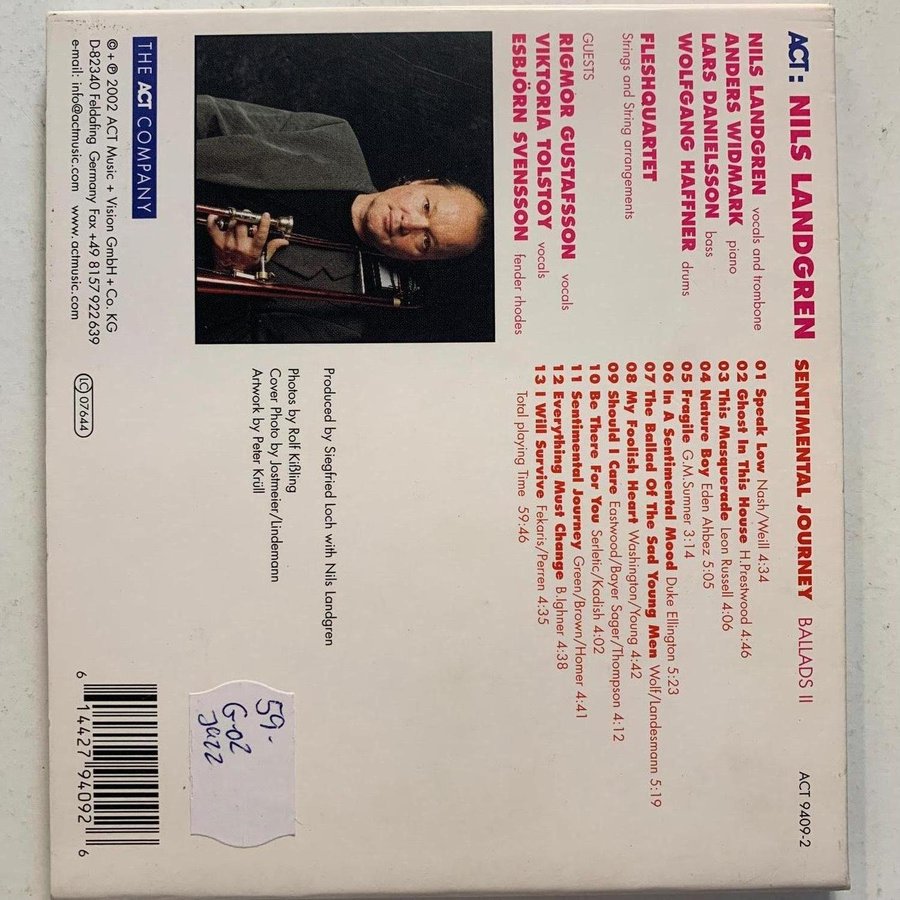 ACT: NILS LANDGREN SENTIMENTAL JOURNEY BALLADS II ACT 9409-2
NILS LANDGREN vocals and trombone
ANDERS WIDMARK piano
LARS DANIELSSON bass
WOLFGANG HAFFNER drums
FLESHQUARTET
Strings and String arrangements
GUESTS
RIGMOR GUSTAFSSON vocals
VIKTORIA TOLSTOY vocals
ESBJÖRN SVENSSON fender rhodes
01 Speak Low Nash/Weill 4:34
02 Ghost In This House H.Prestwood 4:46
03 This Masquerade Leon Russell 4:06
04 Nature Boy Eden Ahbez 5:05
05 Fragile G.M.Sumner 3:14
06 In A Sentimental Mood Duke Ellington 5:23
07 The Ballad Of The Sad Young Men Wolf/Landesmann 5:19
08 My Foolish Heart Washington/Young 4:42
09 Should I Care Eastwood/Bayer Sager/Thompson 4:12
10 Be There For You Serletic/Kadish 4:02
11 Sentimental Journey Green/Brown/Homer 4:41
12 Everything Must Change B.Ighner 4:38
13 I Will Survive Fekaris/Perren 4:35
Total playing Time 59:46
Produced by Siegfried Loch with Nils Landgren
Photos by Rolf Kißling
Cover Photo by Jostmeier/Lindemann
Artwork by Peter Krüll
THE ACT COMPANY
© + ℗ 2002 ACT Music + Vision GmbH + Co. KG
D-82340 Feldafing Germany Fax +49 8157 922639
e-mail: info@actmusic.com www.actmusic.com
LC 07644
59.-
G-02
Jazz
6 14427 94092 6